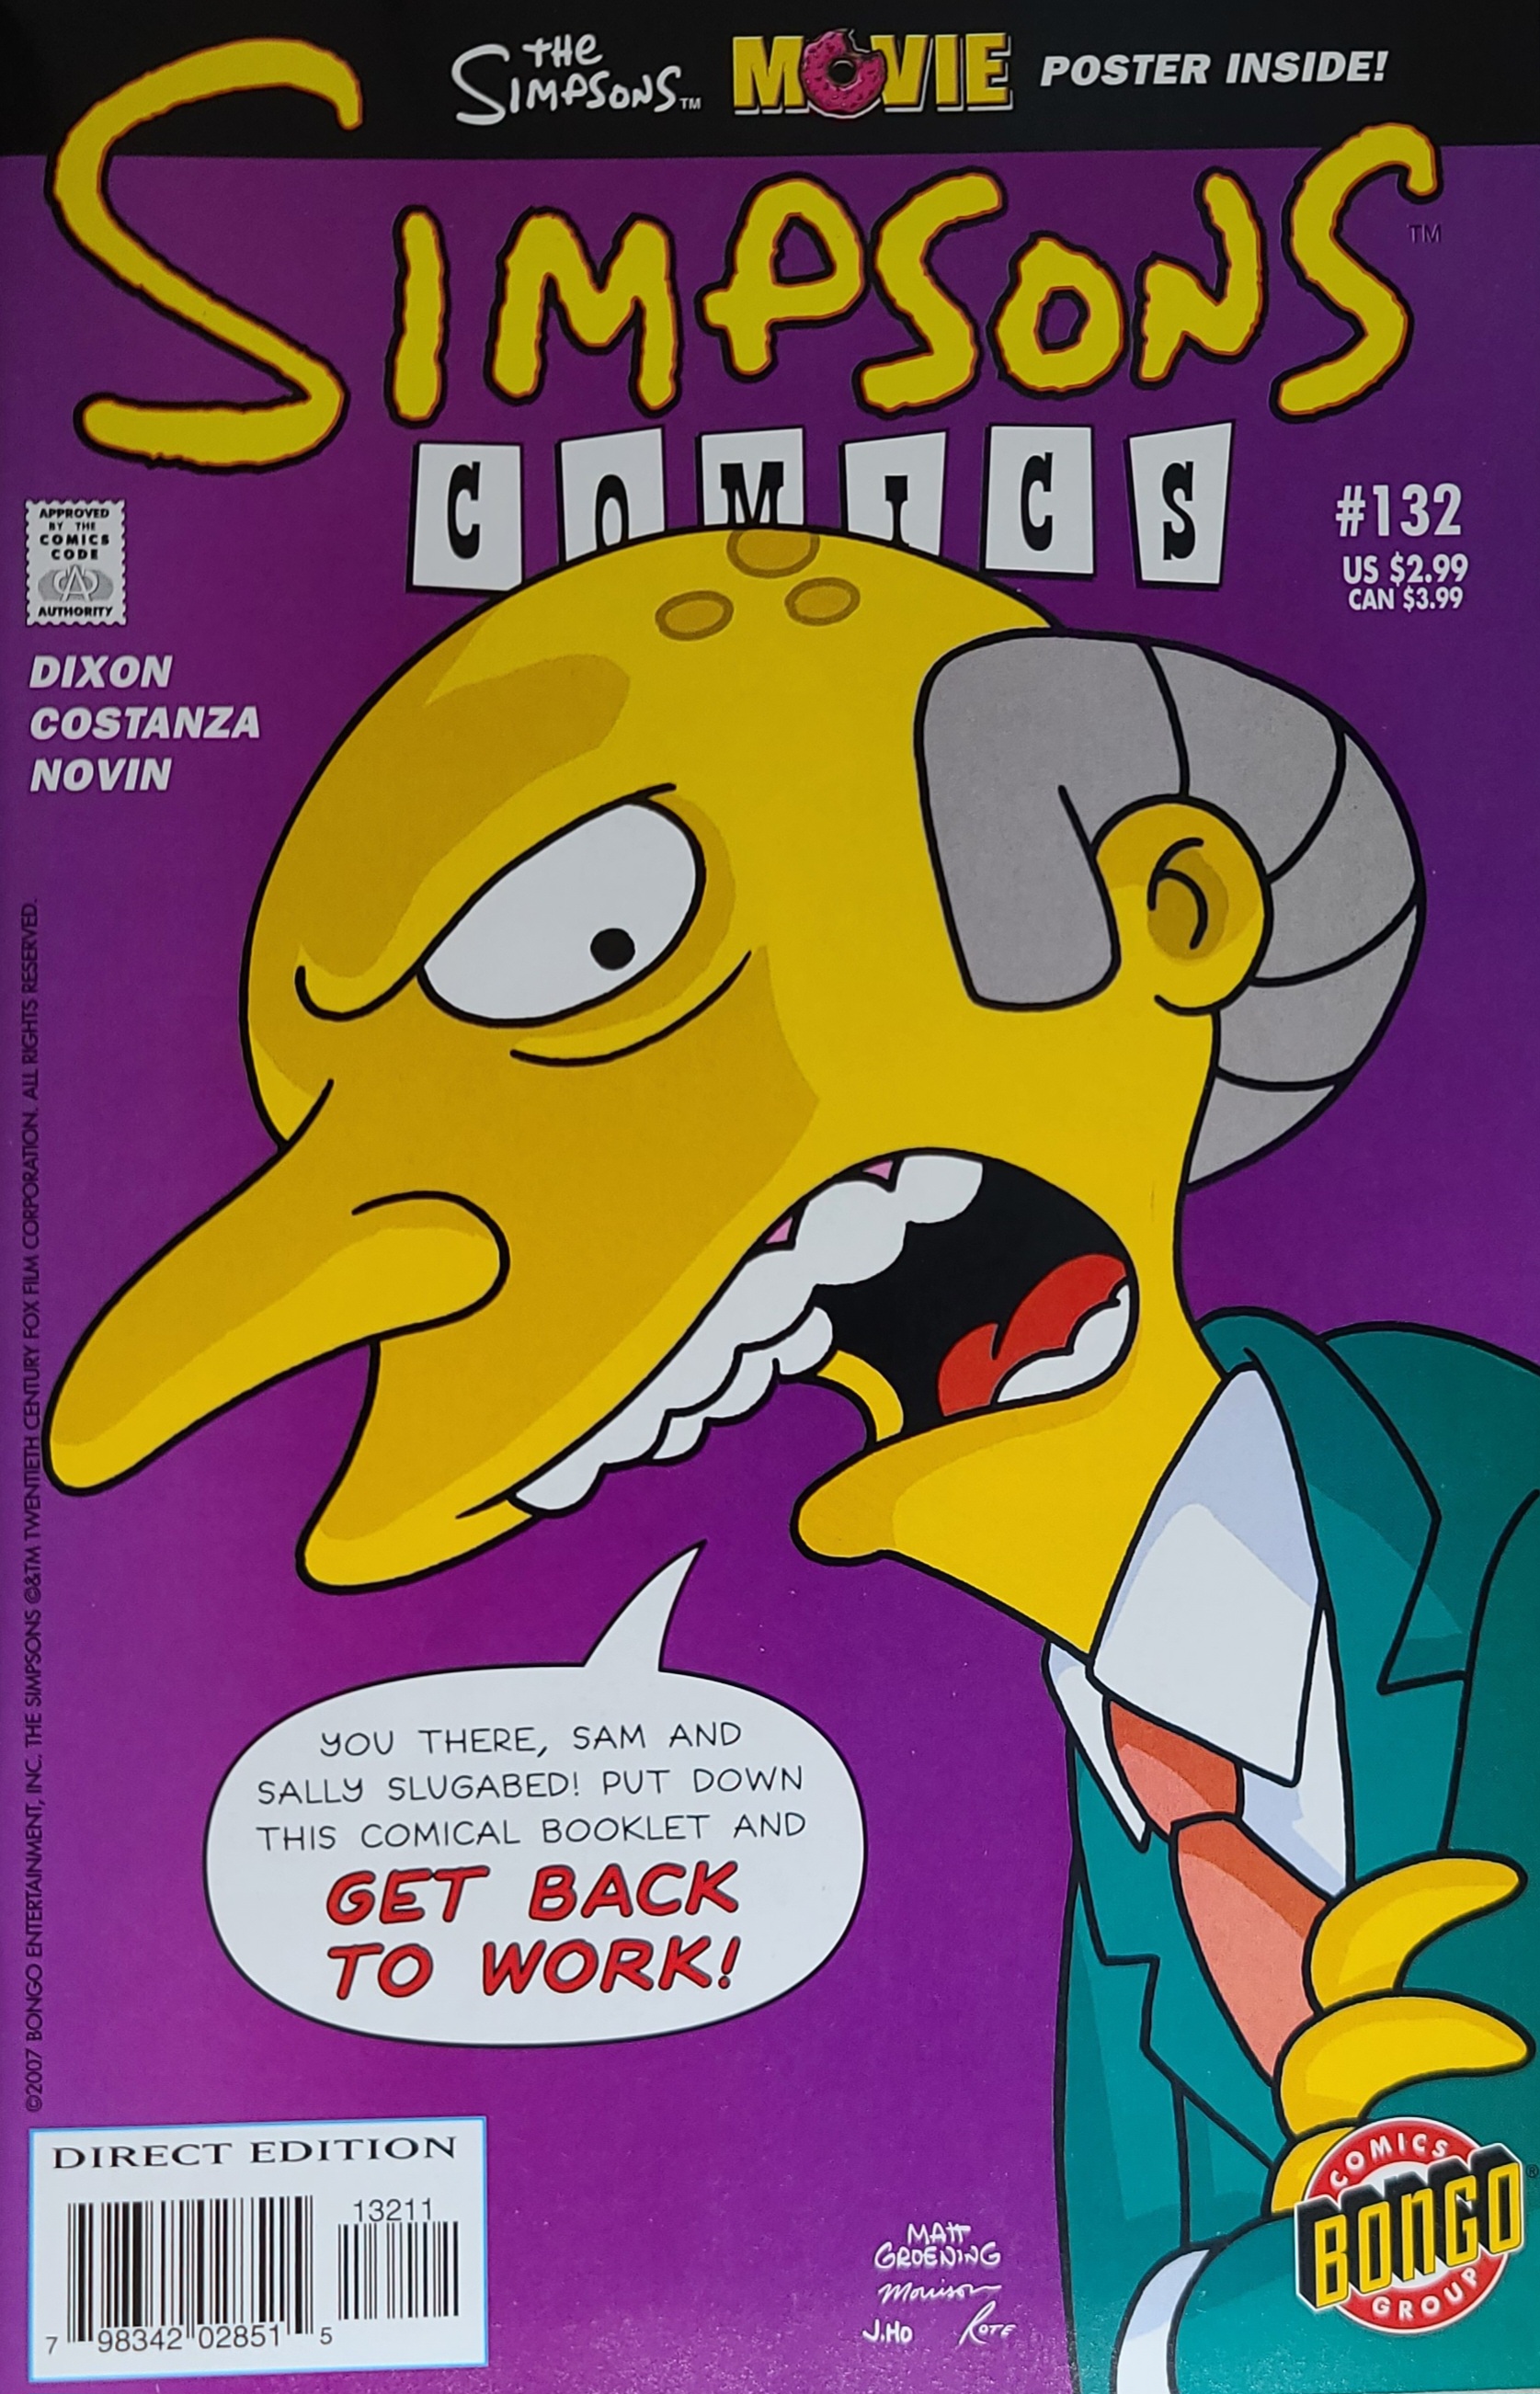 THE
SIMPSONS™ MOVIE POSTER INSIDE!
SIMPSONS™
COMICS
APPROVED
BY THE
COMICS
CODE
A
AUTHORITY
#132
US $2.99
CAN $3.99
DIXON
COSTANZA
NOVIN
©2007 BONGO ENTERTAINMENT, INC. THE SIMPSONS ©&TM TWENTIETH CENTURY FOX FILM CORPORATION. ALL RIGHTS RESERVED.
YOU THERE, SAM AND
SALLY SLUGABED! PUT DOWN
THIS COMICAL BOOKLET AND
GET BACK
TO WORK!
DIRECT EDITION
13211
7 98342 02851 5
MATT
GROENING
Morrison
J.HO ROTE
COMICS
BONGO®
GROUP